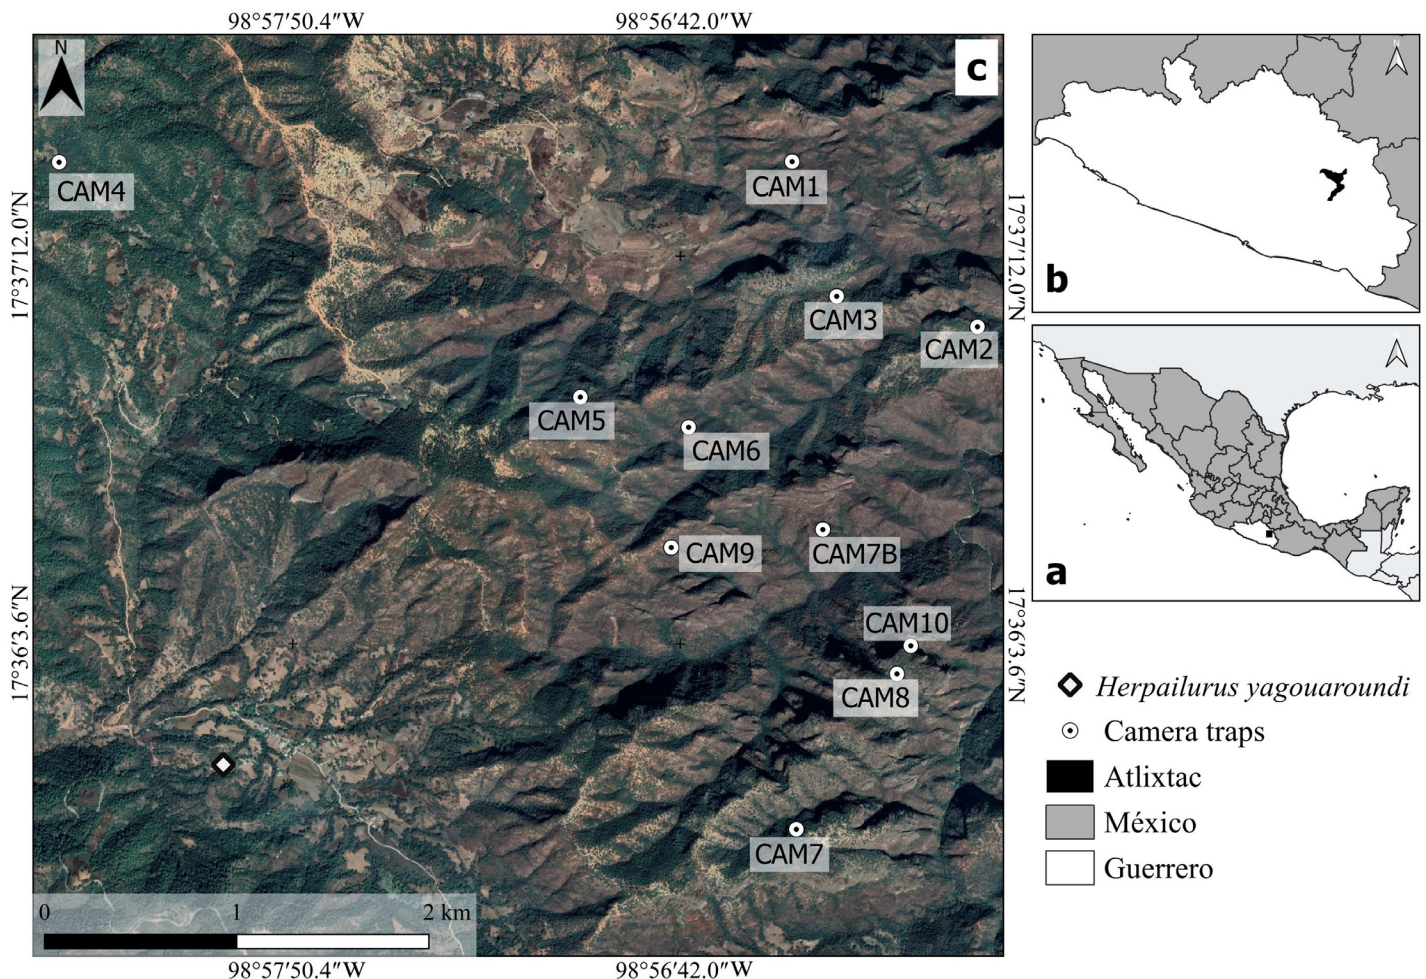 98°57′50.4″W 98°56′42.0″W
N
c
CAM4
CAM1
17°37′12.0″N
17°37′12.0″N
CAM3
CAM2
CAM5
CAM6
CAM9
CAM7B
CAM10
CAM8
17°36′3.6″N
17°36′3.6″N
CAM7
0 1 2 km
98°57′50.4″W 98°56′42.0″W
N
b
a
Herpailurus yagouaroundi
Camera traps
Atlixtac
México
Guerrero